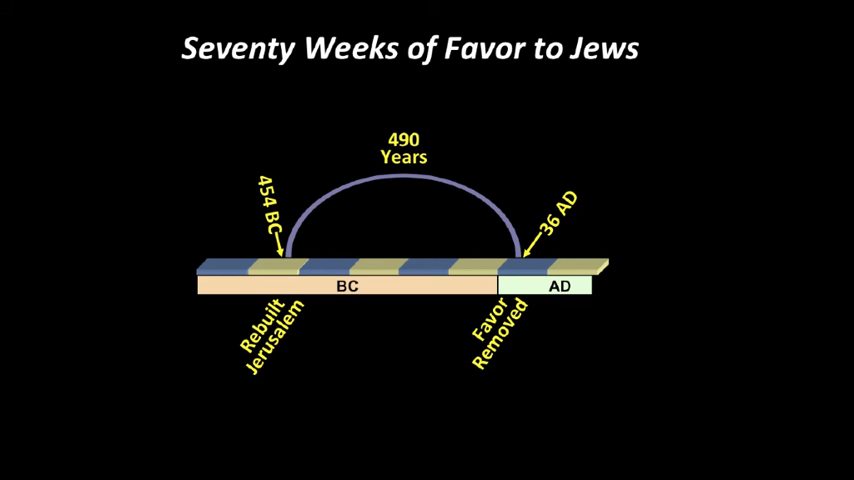 Seventy Weeks of Favor to Jews
490
Years
454 BC
36 AD
BC
AD
Rebuilt
Jerusalem
Favor
Removed